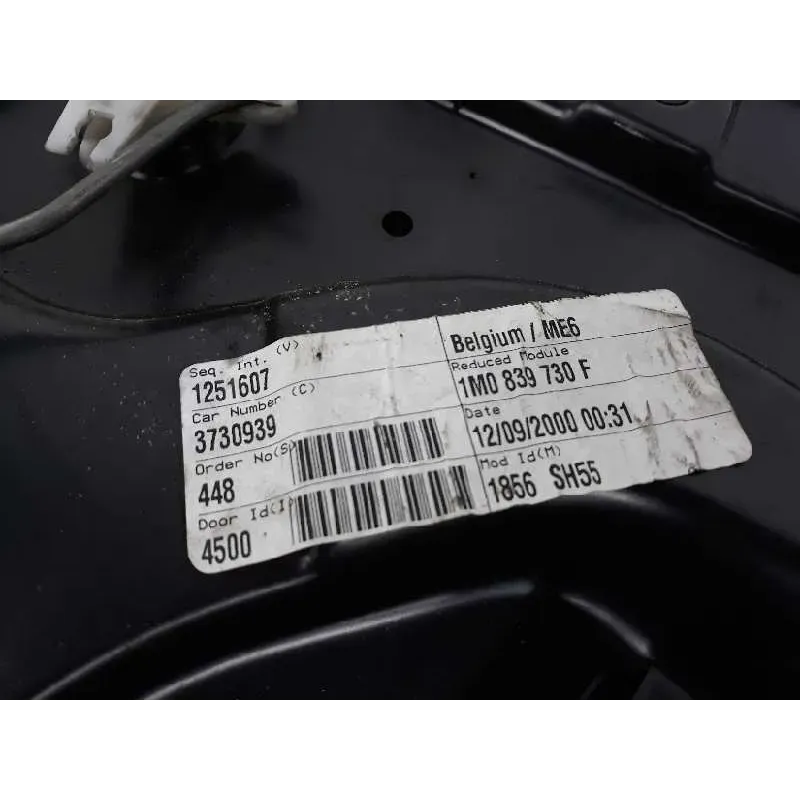 Seq. Int. (V)
1251607
Car Number (C)
3730939
Order No(S)
448
Door Id(I)
4500
Belgium / ME6
Reduced Module
1M0 839 730 F
Date
12/09/2000 00:31
Mod Id(M)
1856 SH55